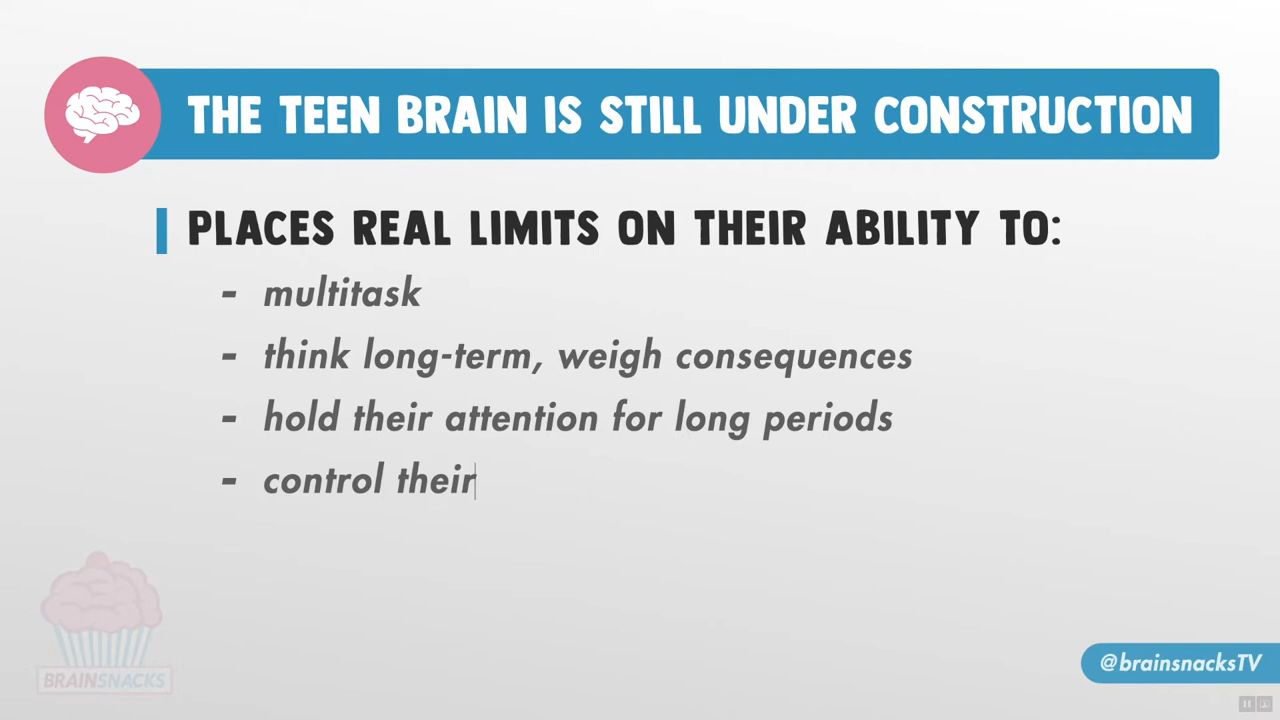 THE TEEN BRAIN IS STILL UNDER CONSTRUCTION
PLACES REAL LIMITS ON THEIR ABILITY TO:
- multitask
- think long-term, weigh consequences
- hold their attention for long periods
- control their
BRAINSNACKS
@brainsnacksTV